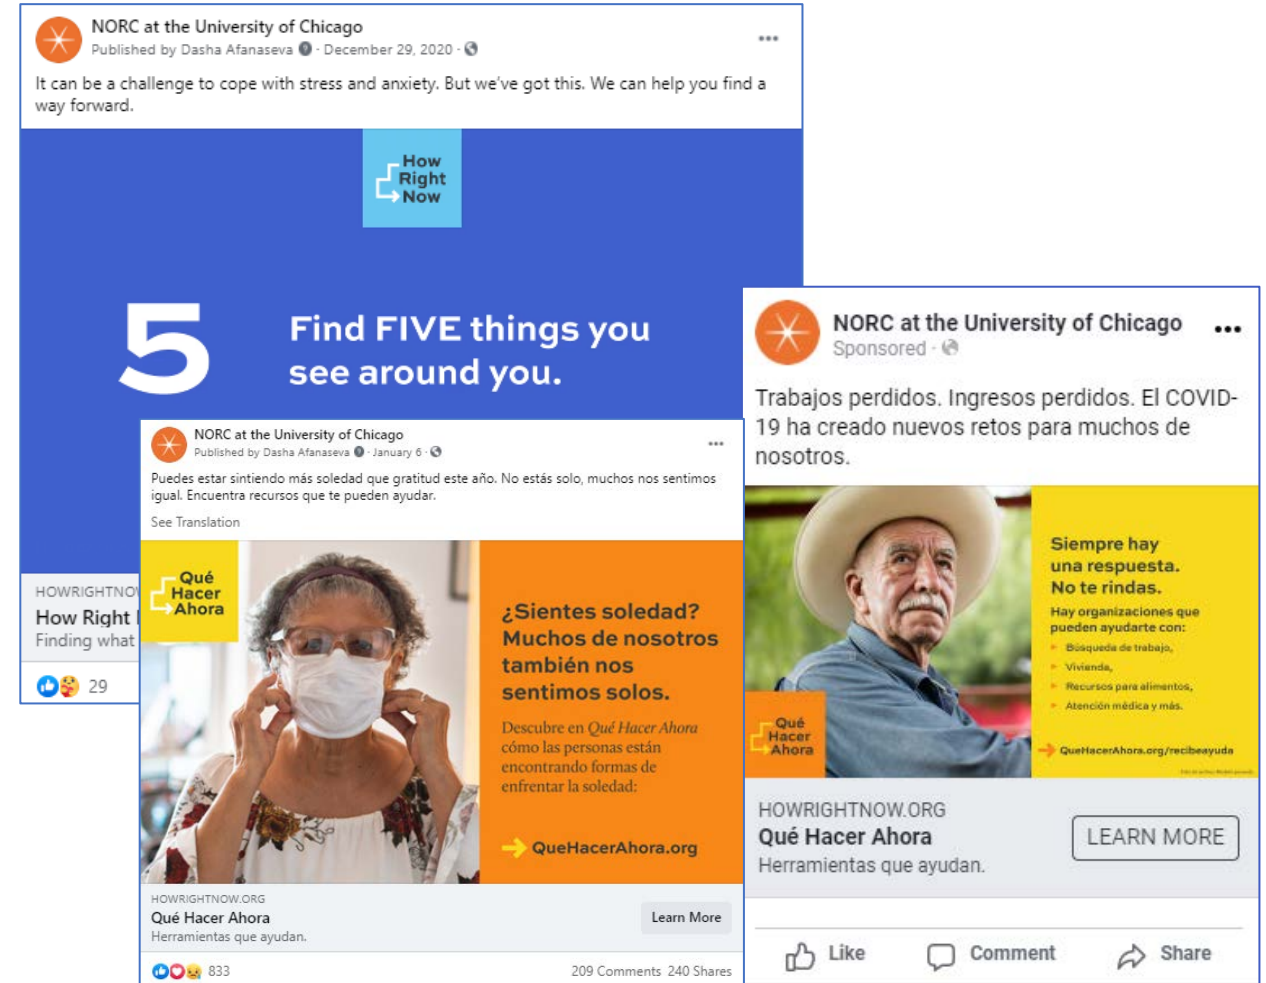 NORC at the University of Chicago
Published by Dasha Afanaseva · December 29, 2020 ·
It can be a challenge to cope with stress and anxiety. But we've got this. We can help you find a
way forward.
How
Right
Now
5
Find FIVE things you
see around you.
HOWRIGHTNO
How Right
Finding what
29
NORC at the University of Chicago
Published by Dasha Afanaseva · January 6 ·
Puedes estar sintiendo más soledad que gratitud este año. No estás solo, muchos nos sentimos
igual. Encuentra recursos que te pueden ayudar.
See Translation
Qué
Hacer
Ahora
¿Sientes soledad?
Muchos de nosotros
también nos
sentimos solos.
Descubre en Qué Hacer Ahora
cómo las personas están
encontrando formas de
enfrentar la soledad:
QueHacerAhora.org
HOWRIGHTNOW.ORG
Qué Hacer Ahora
Herramientas que ayudan.
Learn More
833
209 Comments 240 Shares
NORC at the University of Chicago
Sponsored ·
Trabajos perdidos. Ingresos perdidos. El COVID-
19 ha creado nuevos retos para muchos de
nosotros.
Siempre hay
una respuesta.
No te rindas.
Hay organizaciones que
pueden ayudarte con:
Búsqueda de trabajo,
Vivienda,
Recursos para alimentos,
Atención médica y más.
QueHacerAhora.org/recibeayuda
Qué
Hacer
Ahora
HOWRIGHTNOW.ORG
Qué Hacer Ahora
Herramientas que ayudan.
LEARN MORE
Like
Comment
Share